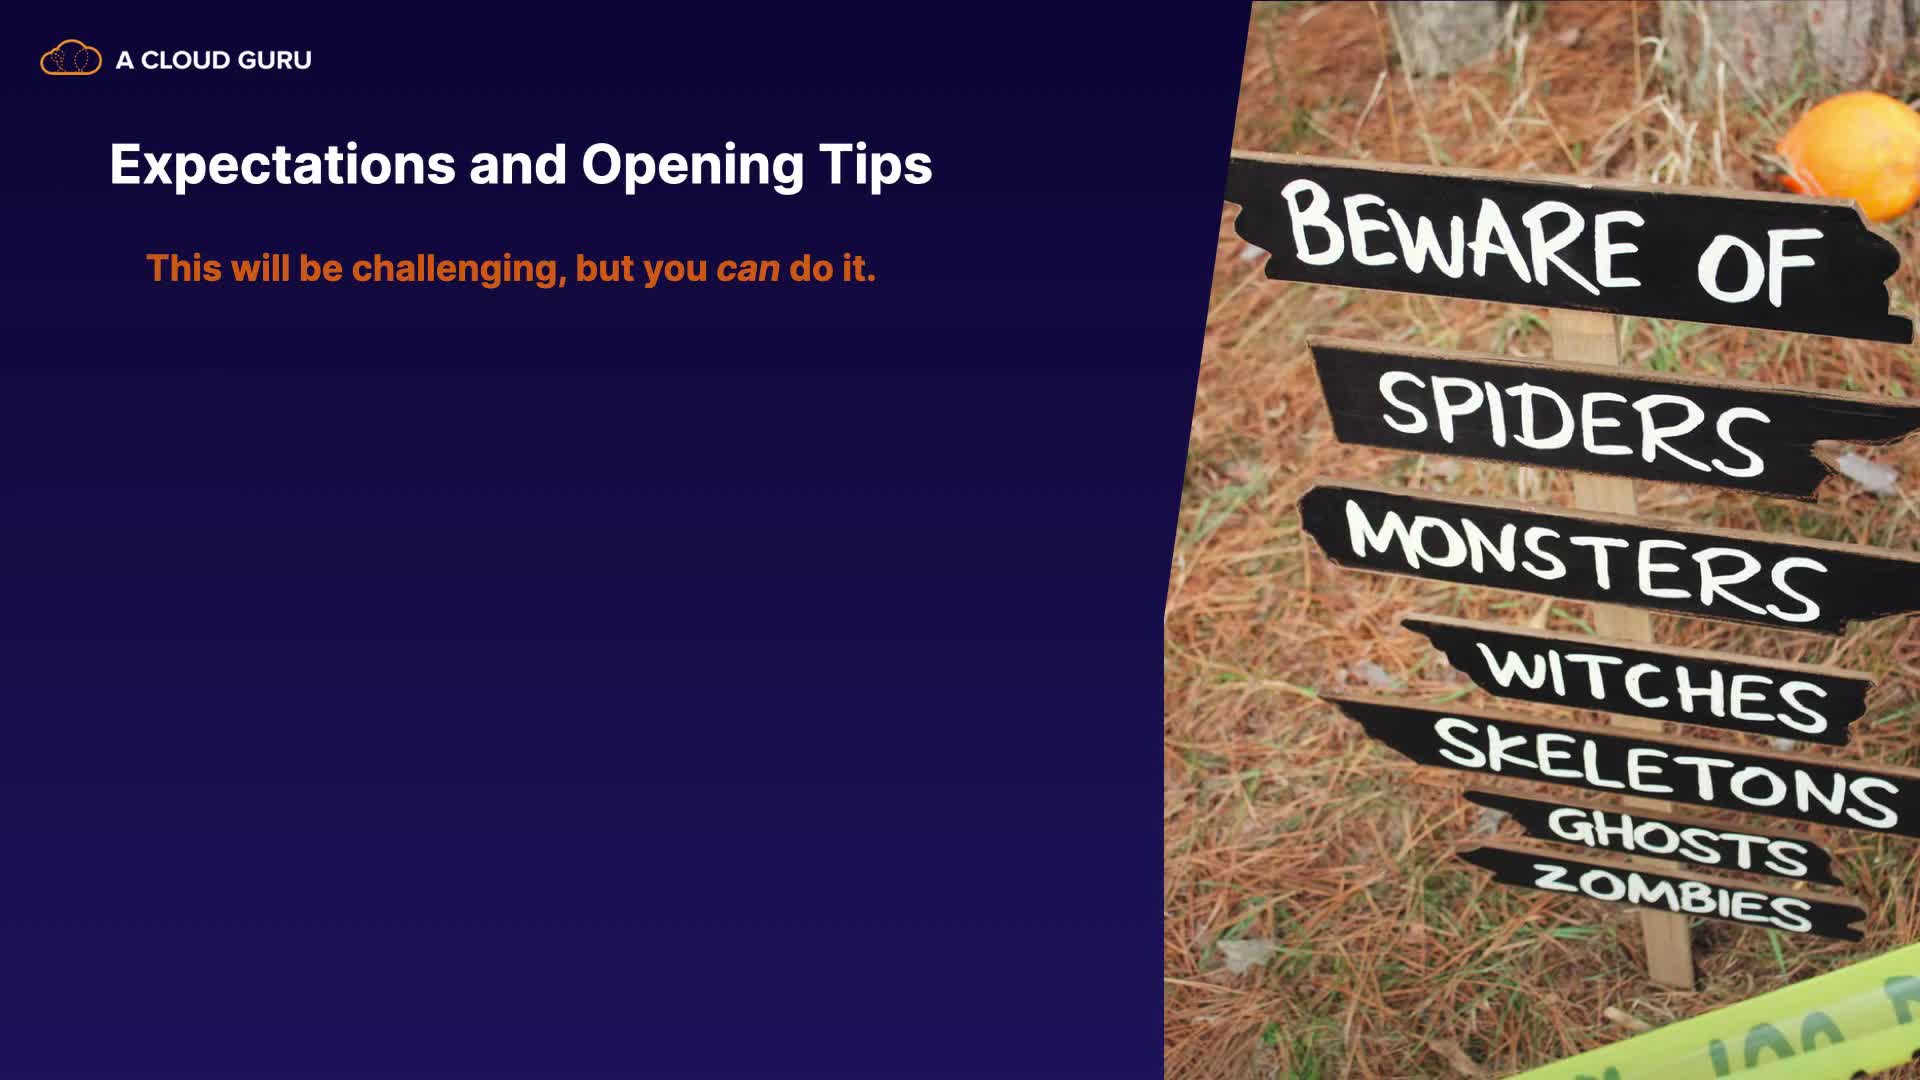 A CLOUD GURU
Expectations and Opening Tips
This will be challenging, but you can do it.
BEWARE OF
SPIDERS
MONSTERS
WITCHES
SKELETONS
GHOSTS
ZOMBIES